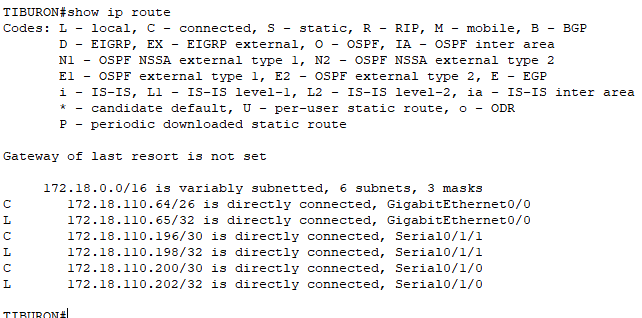 TIBURON#show ip route
Codes: L - local, C - connected, S - static, R - RIP, M - mobile, B - BGP
D - EIGRP, EX - EIGRP external, O - OSPF, IA - OSPF inter area
N1 - OSPF NSSA external type 1, N2 - OSPF NSSA external type 2
E1 - OSPF external type 1, E2 - OSPF external type 2, E - EGP
i - IS-IS, L1 - IS-IS level-1, L2 - IS-IS level-2, ia - IS-IS inter area
* - candidate default, U - per-user static route, o - ODR
P - periodic downloaded static route
Gateway of last resort is not set
172.18.0.0/16 is variably subnetted, 6 subnets, 3 masks
C 172.18.110.64/26 is directly connected, GigabitEthernet0/0
L 172.18.110.65/32 is directly connected, GigabitEthernet0/0
C 172.18.110.196/30 is directly connected, Serial0/1/1
L 172.18.110.198/32 is directly connected, Serial0/1/1
C 172.18.110.200/30 is directly connected, Serial0/1/0
L 172.18.110.202/32 is directly connected, Serial0/1/0
TIBURON#